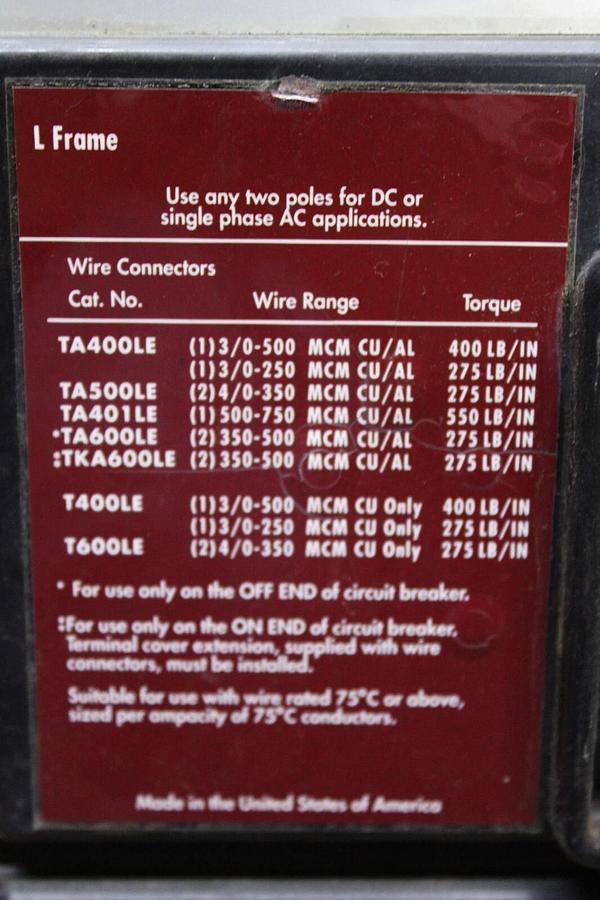 L Frame
Use any two poles for DC or
single phase AC applications.
Wire Connectors
Cat. No. Wire Range Torque
TA400LE (1)3/0-500 MCM CU/AL 400 LB/IN
(1)3/0-250 MCM CU/AL 275 LB/IN
TA500LE (2)4/0-350 MCM CU/AL 275 LB/IN
TA401LE (1)500-750 MCM CU/AL 550 LB/IN
*TA600LE (2)350-500 MCM CU/AL 275 LB/IN
‡TKA600LE (2)350-500 MCM CU/AL 275 LB/IN
T400LE (1)3/0-500 MCM CU Only 400 LB/IN
(1)3/0-250 MCM CU Only 275 LB/IN
T600LE (2)4/0-350 MCM CU Only 275 LB/IN
* For use only on the OFF END of circuit breaker.
‡For use only on the ON END of circuit breaker.
Terminal cover extension, supplied with wire
connectors, must be installed.
Suitable for use with wire rated 75°C or above,
sized per ampacity of 75°C conductors.
Made in the United States of America